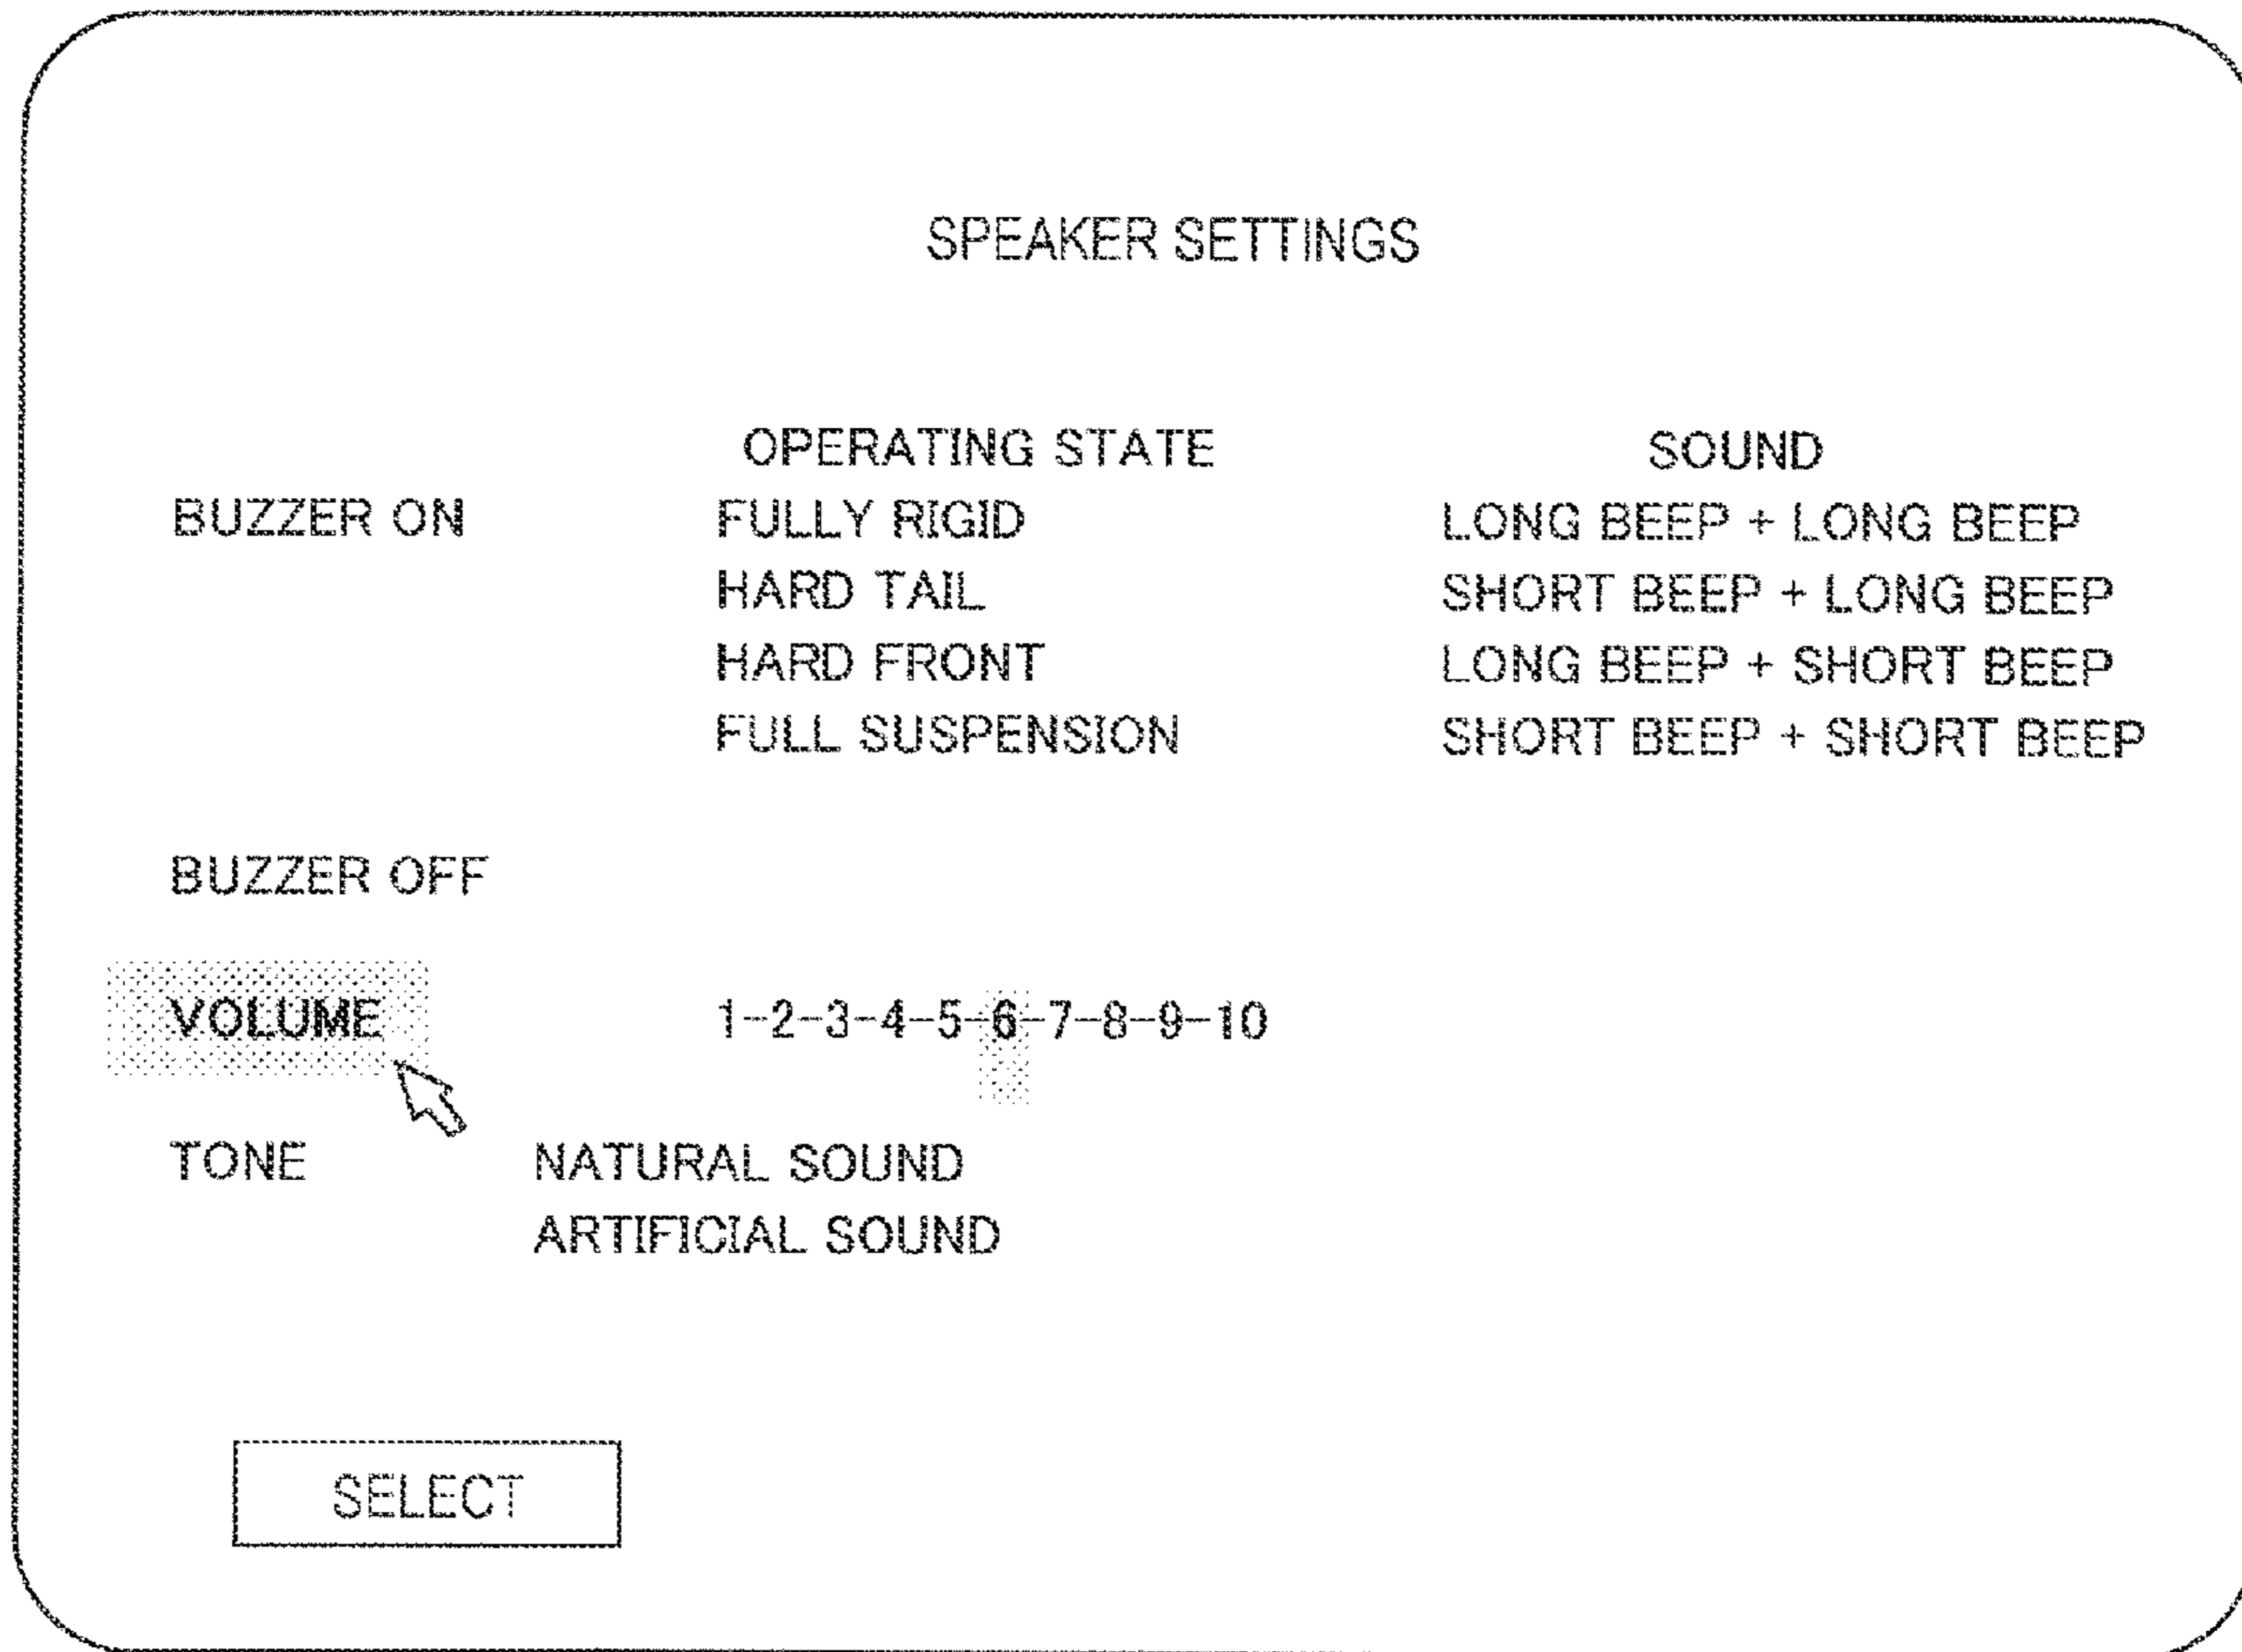 SPEAKER SETTINGS
OPERATING STATE SOUND
BUZZER ON FULLY RIGID LONG BEEP + LONG BEEP
HARD TAIL SHORT BEEP + LONG BEEP
HARD FRONT LONG BEEP + SHORT BEEP
FULL SUSPENSION SHORT BEEP + SHORT BEEP
BUZZER OFF
VOLUME 1-2-3-4-5-6-7-8-9-10
TONE NATURAL SOUND
ARTIFICIAL SOUND
SELECT